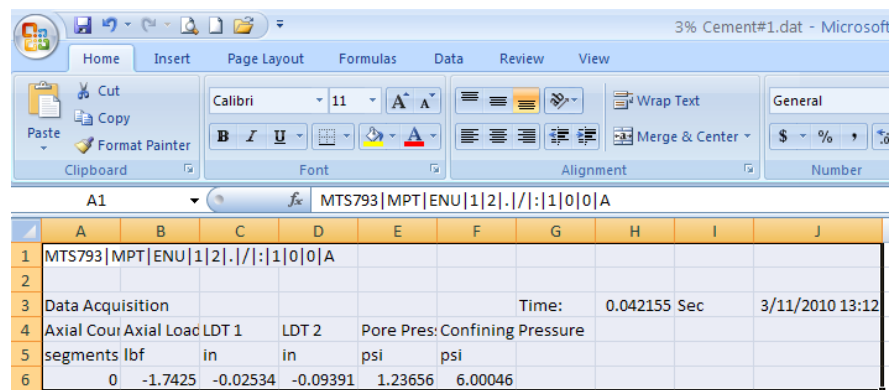 3% Cement#1.dat - Microsoft
Home Insert Page Layout Formulas Data Review View
Cut
Copy
Format Painter
Paste
Calibri 11 A A
B I U A
Wrap Text
Merge & Center
General
$ % ,
Clipboard Font Alignment Number
A1 fx MTS793|MPT|ENU|1|2|.|/|:|1|0|0|A
A B C D E F G H I J
1 MTS793|MPT|ENU|1|2|.|/|:|1|0|0|A
2
3 Data Acquisition Time: 0.042155 Sec 3/11/2010 13:12
4 Axial Cour Axial Load LDT 1 LDT 2 Pore Pres: Confining Pressure
5 segments lbf in in psi psi
6 0 -1.7425 -0.02534 -0.09391 1.23656 6.00046